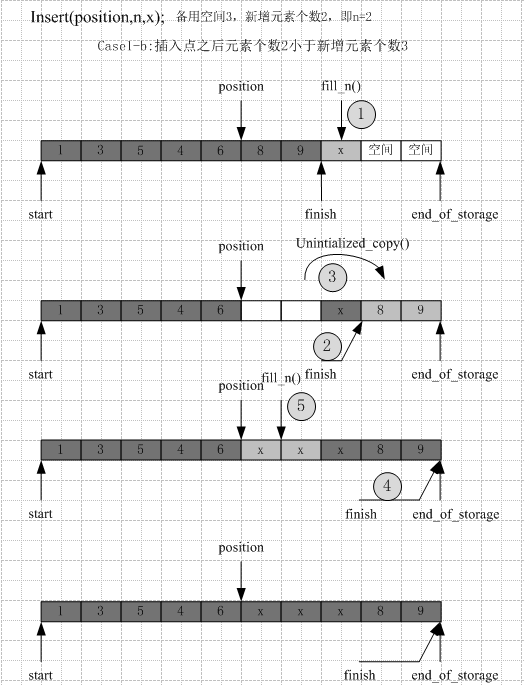 Insert(position,n,x); 备用空间3，新增元素个数2，即n=2
Case1-b:插入点之后元素个数2小于新增元素个数3
position fill_n()
1
1 3 5 4 6 8 9 x 空间 空间
start finish end_of_storage
position Unintialized_copy()
3
1 3 5 4 6 x 8 9
2
start finish end_of_storage
position fill_n()
5
1 3 5 4 6 x x x 8 9
4
start finish end_of_storage
position
1 3 5 4 6 x x x 8 9
start finish end_of_storage